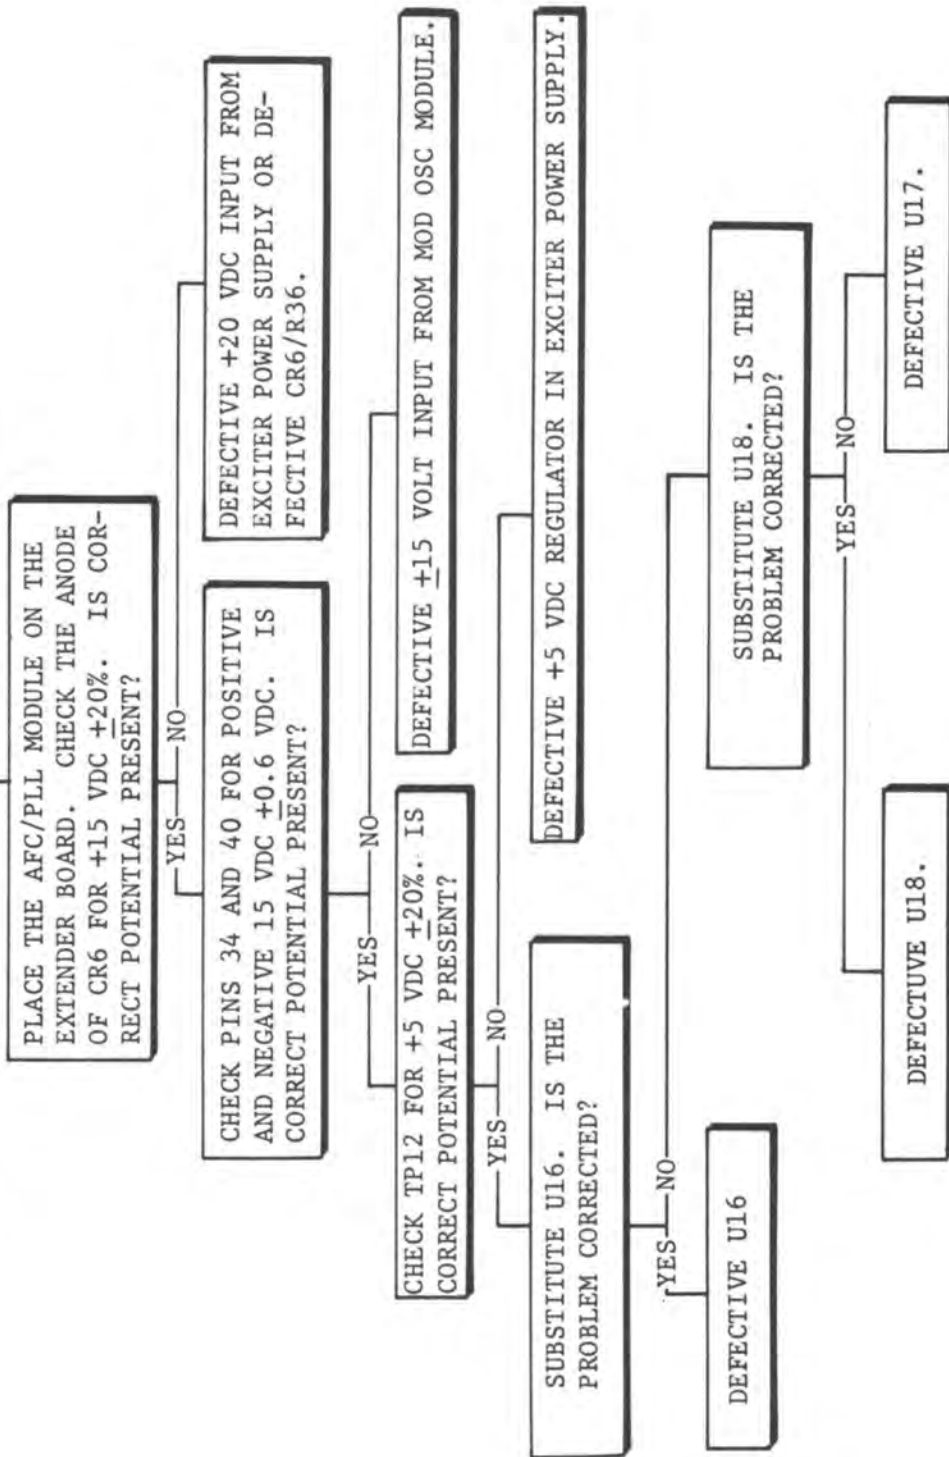 PLACE THE AFC/PLL MODULE ON THE
EXTENDER BOARD. CHECK THE ANODE
OF CR6 FOR +15 VDC ±20%. IS COR-
RECT POTENTIAL PRESENT?
YES
NO
CHECK PINS 34 AND 40 FOR POSITIVE
AND NEGATIVE 15 VDC ±0.6 VDC. IS
CORRECT POTENTIAL PRESENT?
DEFECTIVE +20 VDC INPUT FROM
EXCITER POWER SUPPLY OR DE-
FECTIVE CR6/R36.
YES
NO
CHECK TP12 FOR +5 VDC ±20%. IS
CORRECT POTENTIAL PRESENT?
DEFECTIVE ±15 VOLT INPUT FROM MOD OSC MODULE.
YES
NO
SUBSTITUTE U16. IS THE
PROBLEM CORRECTED?
DEFECTIVE +5 VDC REGULATOR IN EXCITER POWER SUPPLY.
YES
NO
DEFECTIVE U16
SUBSTITUTE U18. IS THE
PROBLEM CORRECTED?
YES
NO
DEFECTUVE U18.
DEFECTIVE U17.